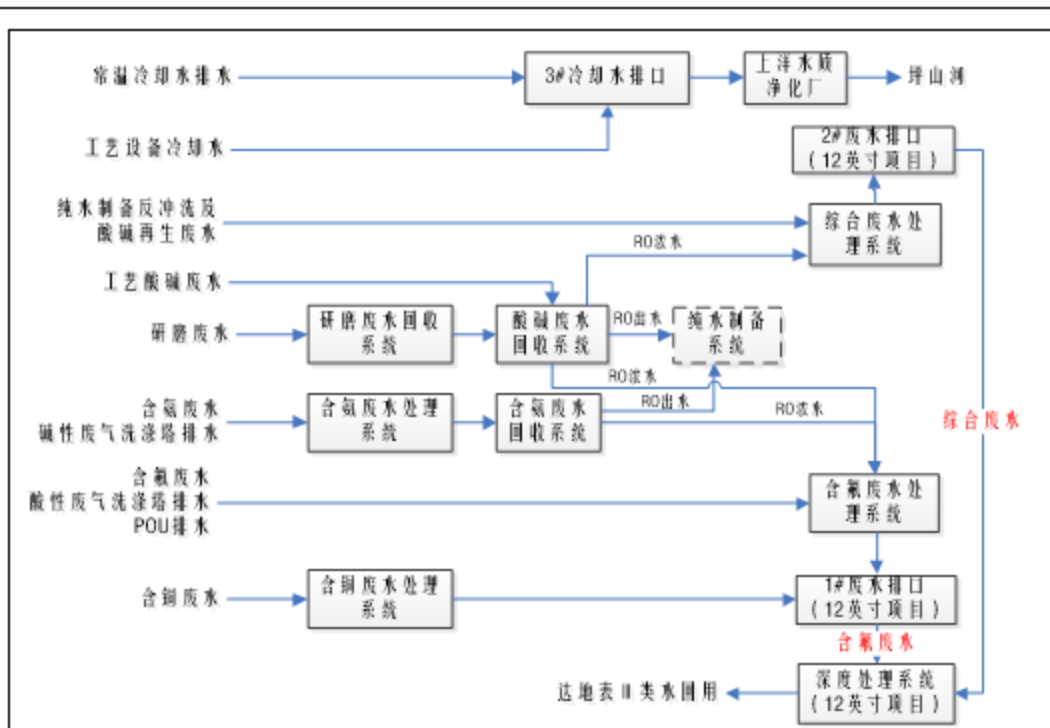 常温冷却水排水
3#冷却水排口
上洋水质
净化厂
坪山河
工艺设备冷却水
2#废水排口
(12英寸项目)
纯水制备反冲洗及
酸碱再生废水
综合废水处
理系统
RO浓水
工艺酸碱废水
研磨废水
研磨废水回收
系统
酸碱废水
回收系统
RO出水
纯水制备
系统
RO浓水
含氨废水
碱性废气洗涤塔排水
含氨废水处理
系统
含氨废水
回收系统
RO出水
RO浓水
综合废水
含氟废水
酸性废气洗涤塔排水
POU排水
含氟废水处
理系统
含铜废水
含铜废水处理
系统
1#废水排口
(12英寸项目)
含氟废水
达地表Ⅲ类水回用
深度处理系统
(12英寸项目)